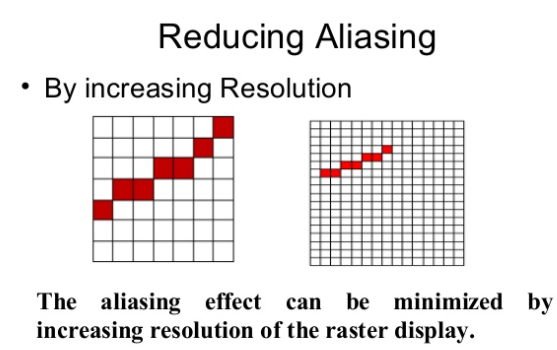 Reducing Aliasing
• By increasing Resolution
The aliasing effect can be minimized by
increasing resolution of the raster display.